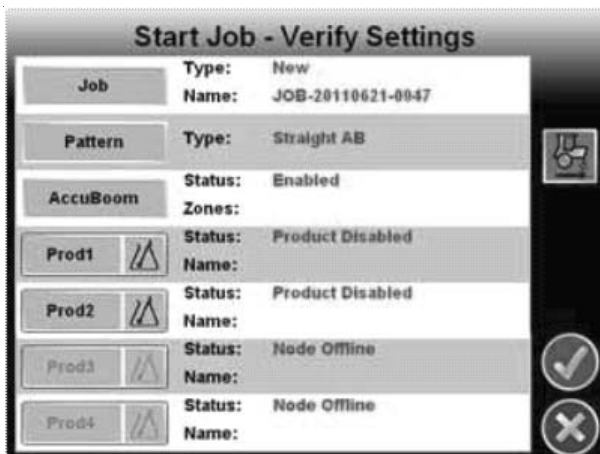 Start Job - Verify Settings
Job
Type: New
Name: JOB-20110621-0947
Pattern
Type: Straight AB
AccuBoom
Status: Enabled
Zones:
Prod1
Status: Product Disabled
Name:
Prod2
Status: Product Disabled
Name:
Prod3
Status: Node Offline
Name:
Prod4
Status: Node Offline
Name: